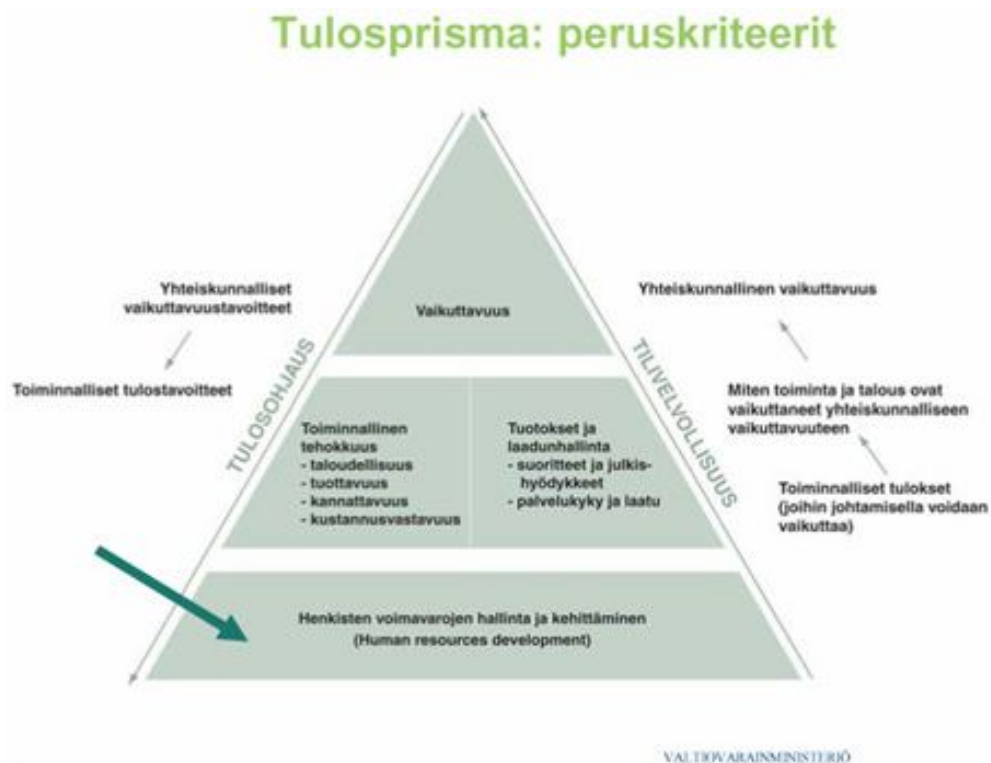 Tulosprisma: peruskriteerit
Yhteiskunnalliset
vaikuttavuustavoitteet
Toiminnalliset tulostavoitteet
TULOSOHJAUS
Vaikuttavuus
Toiminnallinen
tehokkuus
- taloudellisuus
- tuottavuus
- kannattavuus
- kustannusvastavuus
Tuotokset ja
laadunhallinta
- suoritteet ja julkis-
hyödykkeet
- palvelukyky ja laatu
Henkisten voimavarojen hallinta ja kehittäminen
(Human resources development)
TILIVELVOLLISUUS
Yhteiskunnallinen vaikuttavuus
Miten toiminta ja talous ovat
vaikuttaneet yhteiskunnalliseen
vaikuttavuuteen
Toiminnalliset tulokset
(joihin johtamisella voidaan
vaikuttaa)
VALTIOVARAINMINISTERIÖ